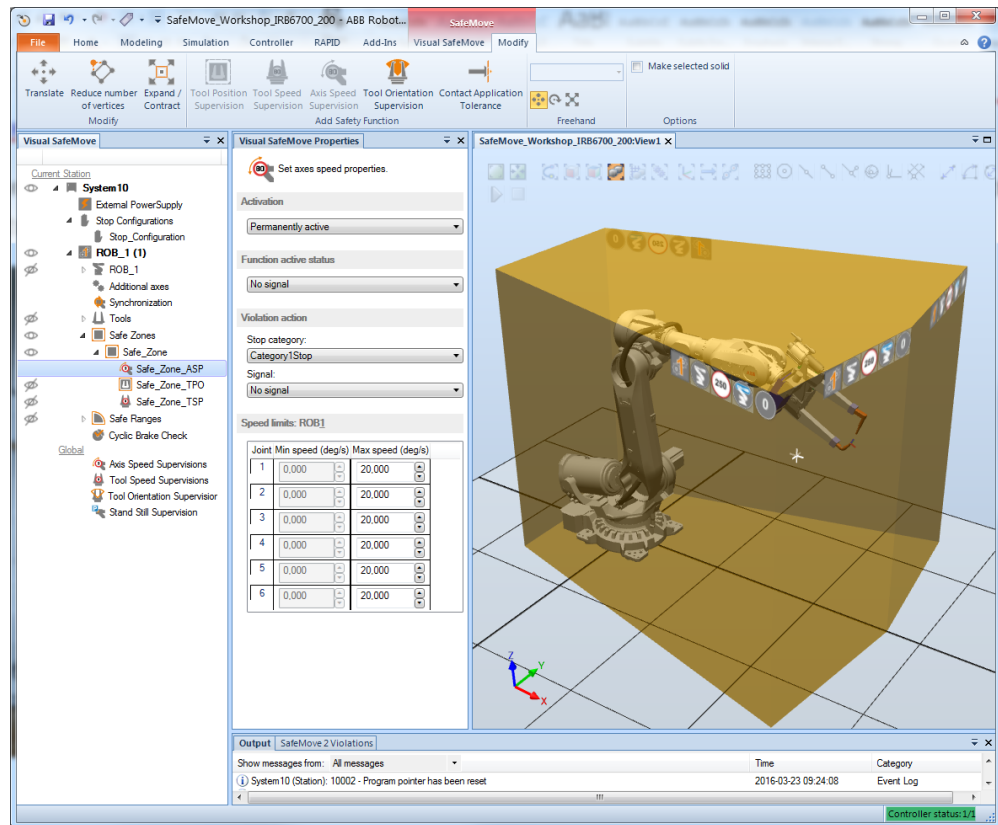 SafeMove_Workshop_IRB6700_200 - ABB Robot...
SafeMove
File Home Modeling Simulation Controller RAPID Add-Ins Visual SafeMove Modify
Translate Reduce number of vertices Expand / Contract
Tool Position Supervision Tool Speed Supervision Axis Speed Supervision Tool Orientation Supervision Contact Application Tolerance
Make selected solid
Modify Add Safety Function Freehand Options
Visual SafeMove
Current Station
System10
External PowerSupply
Stop Configurations
Stop_Configuration
ROB_1 (1)
ROB_1
Additional axes
Synchronization
Tools
Safe Zones
Safe_Zone
Safe_Zone_ASP
Safe_Zone_TPO
Safe_Zone_TSP
Safe Ranges
Cyclic Brake Check
Global
Axis Speed Supervisions
Tool Speed Supervisions
Tool Orientation Supervisior
Stand Still Supervision
Visual SafeMove Properties
Set axes speed properties.
Activation
Permanently active
Function active status
No signal
Violation action
Stop category:
Category1Stop
Signal:
No signal
Speed limits: ROB1
Joint Min speed (deg/s) Max speed (deg/s)
1 0,000 20,000
2 0,000 20,000
3 0,000 20,000
4 0,000 20,000
5 0,000 20,000
6 0,000 20,000
SafeMove_Workshop_IRB6700_200:View1
250
0
250
0
Z
Y
X
Output SafeMove 2 Violations
Show messages from: All messages Time Category
System10 (Station): 10002 - Program pointer has been reset 2016-03-23 09:24:08 Event Log
Controller status:1/1